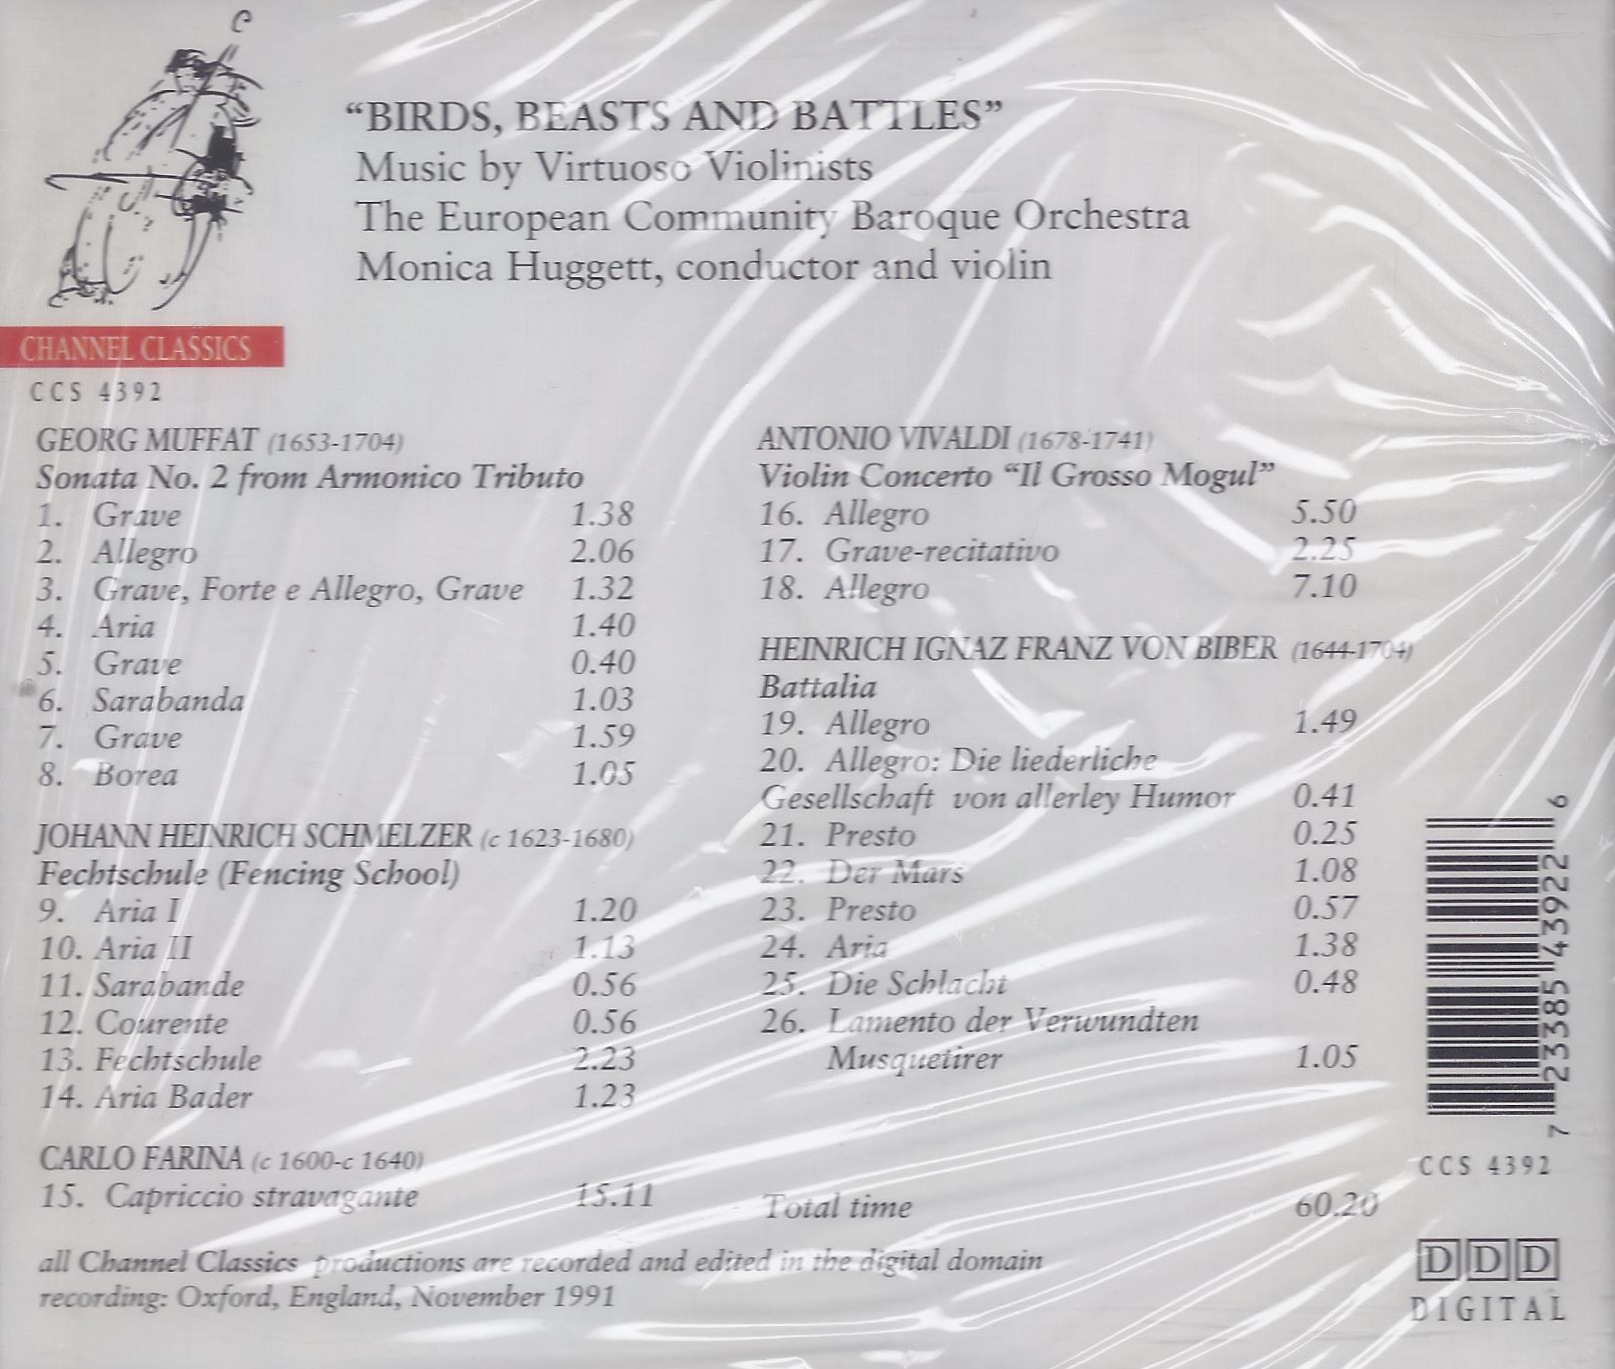 “BIRDS, BEASTS AND BATTLES”
Music by Virtuoso Violinists
The European Community Baroque Orchestra
Monica Huggett, conductor and violin
CHANNEL CLASSICS
CCS 4392
GEORG MUFFAT (1653-1704)
Sonata No. 2 from Armonico Tributo
1. Grave 1.38
2. Allegro 2.06
3. Grave, Forte e Allegro, Grave 1.32
4. Aria 1.40
5. Grave 0.40
6. Sarabanda 1.03
7. Grave 1.59
8. Borea 1.05
JOHANN HEINRICH SCHMELZER (c 1623-1680)
Fechtschule (Fencing School)
9. Aria I 1.20
10. Aria II 1.13
11. Sarabande 0.56
12. Courente 0.56
13. Fechtschule 2.23
14. Aria Bader 1.23
CARLO FARINA (c 1600-c 1640)
15. Capriccio stravagante 15.11
ANTONIO VIVALDI (1678-1741)
Violin Concerto “Il Grosso Mogul”
16. Allegro 5.50
17. Grave-recitativo 2.25
18. Allegro 7.10
HEINRICH IGNAZ FRANZ VON BIBER (1644-1704)
Battalia
19. Allegro 1.49
20. Allegro: Die liederliche
Gesellschaft von allerley Humor 0.41
21. Presto 0.25
22. Der Mars 1.08
23. Presto 0.57
24. Aria 1.38
25. Die Schlacht 0.48
26. Lamento der Verwundten
Musquetirer 1.05
Total time 60.20
all Channel Classics productions are recorded and edited in the digital domain
recording: Oxford, England, November 1991
7 23385 43922 6
CCS 4392
DDD
DIGITAL